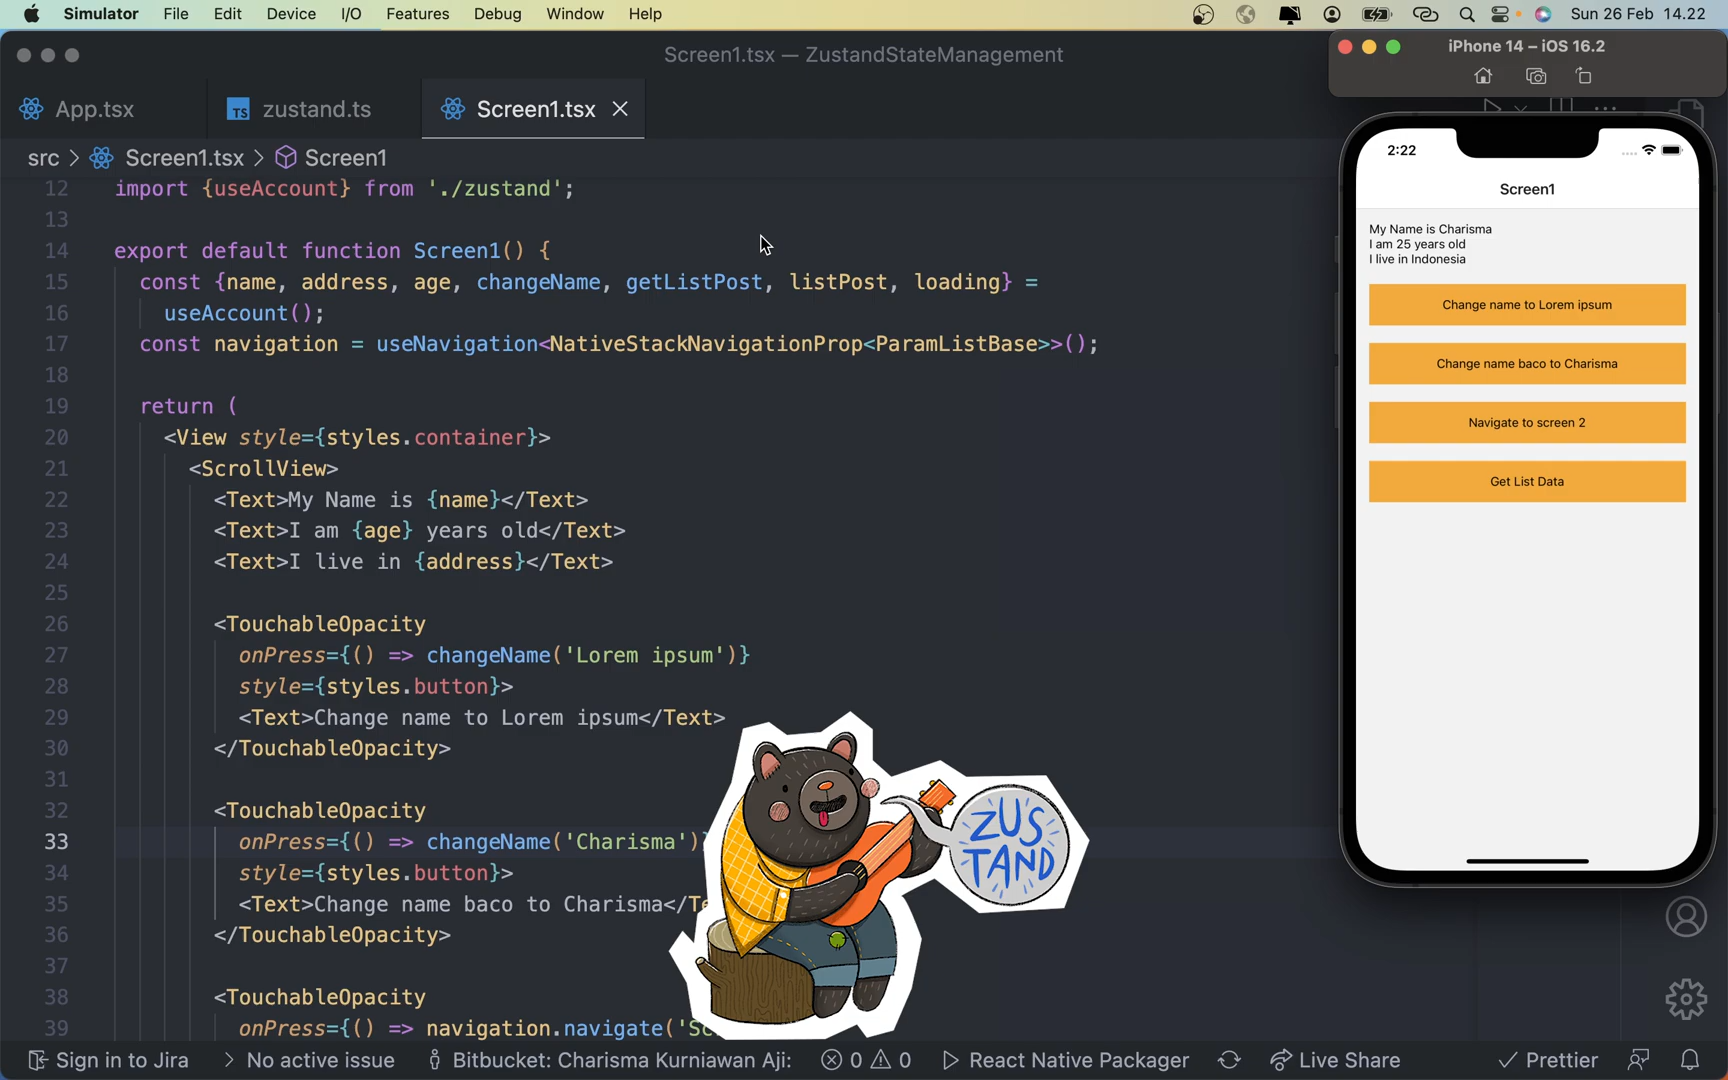 Simulator File Edit Device I/O Features Debug Window Help Sun 26 Feb 14.22
Screen1.tsx — ZustandStateManagement
iPhone 14 – iOS 16.2
App.tsx
TS zustand.ts
Screen1.tsx
src > Screen1.tsx > Screen1
12 import {useAccount} from './zustand';
13
14 export default function Screen1() {
15 const {name, address, age, changeName, getListPost, listPost, loading} =
16 useAccount();
17 const navigation = useNavigation<NativeStackNavigationProp<ParamListBase>>();
18
19 return (
20 <View style={styles.container}>
21 <ScrollView>
22 <Text>My Name is {name}</Text>
23 <Text>I am {age} years old</Text>
24 <Text>I live in {address}</Text>
25
26 <TouchableOpacity
27 onPress={() => changeName('Lorem ipsum')}
28 style={styles.button}>
29 <Text>Change name to Lorem ipsum</Text>
30 </TouchableOpacity>
31
32 <TouchableOpacity
33 onPress={() => changeName('Charisma')}
34 style={styles.button}>
35 <Text>Change name baco to Charisma</Te
36 </TouchableOpacity>
37
38 <TouchableOpacity
39 onPress={() => navigation.navigate('Sc
ZUS
TAND
2:22
Screen1
My Name is Charisma
I am 25 years old
I live in Indonesia
Change name to Lorem ipsum
Change name baco to Charisma
Navigate to screen 2
Get List Data
Sign in to Jira > No active issue Bitbucket: Charisma Kurniawan Aji: 0 0 React Native Packager Live Share Prettier